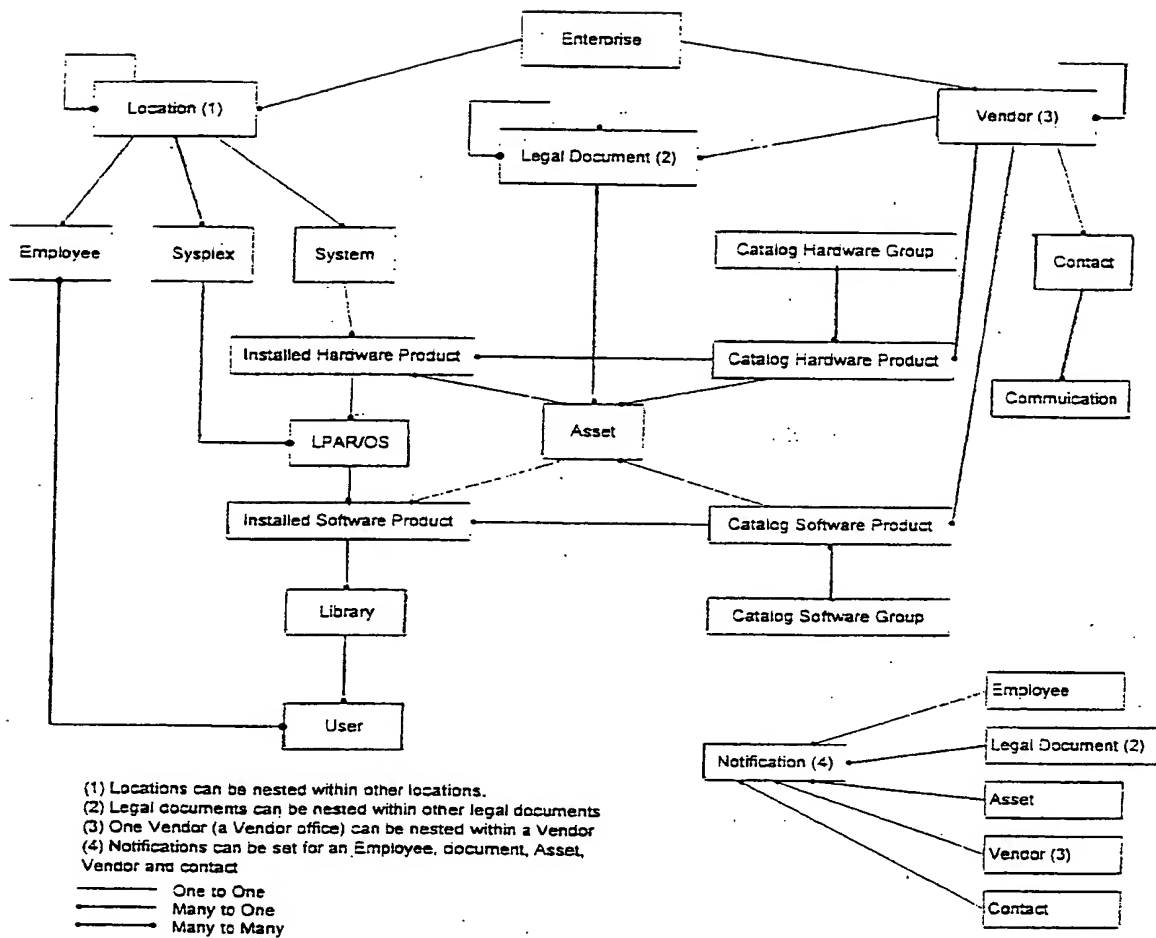 Enterprise
Location (1)
Vendor (3)
Legal Document (2)
Employee
Sysplex
System
Catalog Hardware Group
Contact
Installed Hardware Product
Catalog Hardware Product
Commuication
Asset
LPAR/OS
Installed Software Product
Catalog Software Product
Library
Catalog Software Group
User
Employee
Legal Document (2)
Notification (4)
Asset
Vendor (3)
Contact
(1) Locations can be nested within other locations.
(2) Legal documents can be nested within other legal documents
(3) One Vendor (a Vendor office) can be nested within a Vendor
(4) Notifications can be set for an Employee, document, Asset,
Vendor and contact
One to One
Many to One
Many to Many